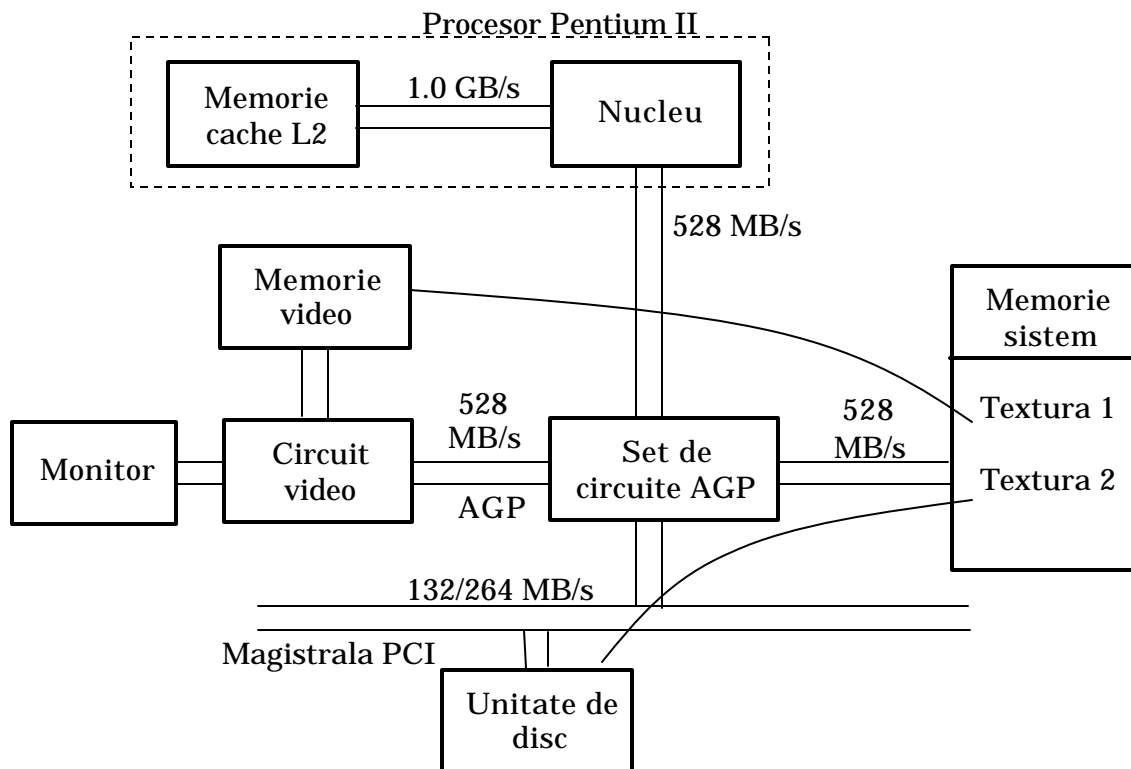 Procesor Pentium II
Memorie
cache L2
1.0 GB/s
Nucleu
528 MB/s
Memorie
video
Memorie
sistem
Textura 1
Textura 2
Monitor
Circuit
video
528
MB/s
AGP
Set de
circuite AGP
528
MB/s
132/264 MB/s
Magistrala PCI
Unitate de
disc